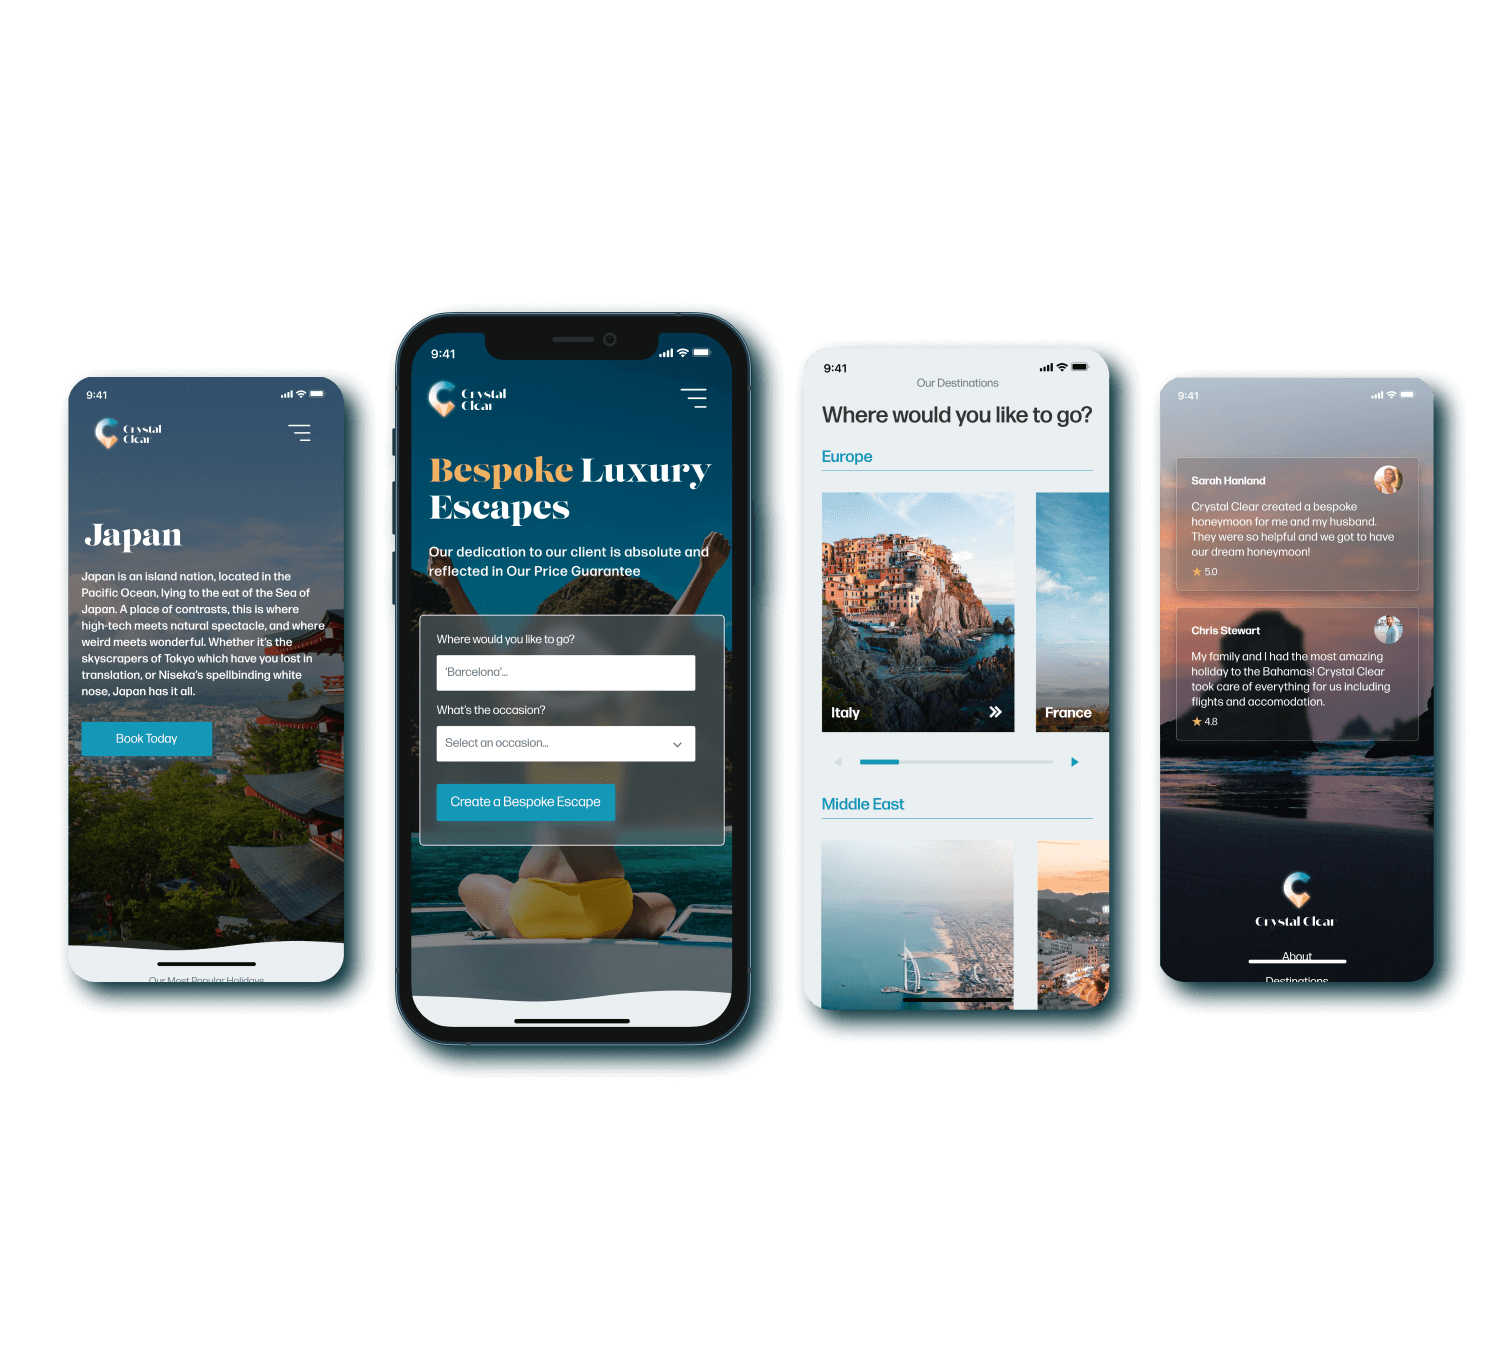 9:41
Crystal
Clear
Japan
Japan is an island nation, located in the
Pacific Ocean, lying to the eat of the Sea of
Japan. A place of contrasts, this is where
high-tech meets natural spectacle, and where
weird meets wonderful. Whether it's the
skyscrapers of Tokyo which have you lost in
translation, or Niseka's spellbinding white
nose, Japan has it all.
Book Today
Our Most Popular Holidays
9:41
Crystal
Clear
Bespoke Luxury
Escapes
Our dedication to our client is absolute and
reflected in Our Price Guarantee
Where would you like to go?
'Barcelona'...
What's the occasion?
Select an occasion...
Create a Bespoke Escape
9:41
Our Destinations
Where would you like to go?
Europe
Italy
France
Middle East
9:41
Sarah Hanland
Crystal Clear created a bespoke
honeymoon for me and my husband.
They were so helpful and we got to have
our dream honeymoon!
5.0
Chris Stewart
My family and I had the most amazing
holiday to the Bahamas! Crystal Clear
took care of everything for us including
flights and accomodation.
4.8
Crystal Clear
About
Destinations